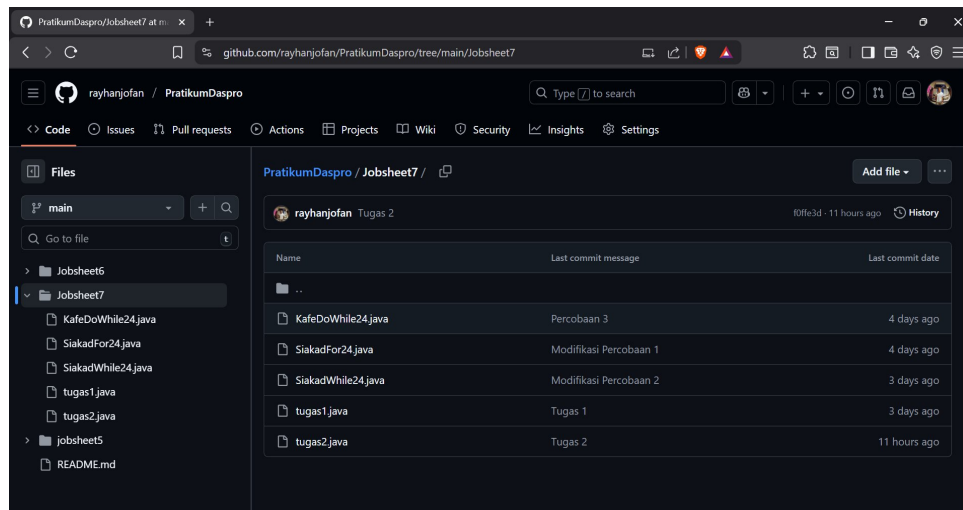 PratikumDaspro/Jobsheet7 at m
github.com/rayhanjofan/PratikumDaspro/tree/main/Jobsheet7
rayhanjofan / PratikumDaspro
Type / to search
Code Issues Pull requests Actions Projects Wiki Security Insights Settings
Files
PratikumDaspro / Jobsheet7 /
Add file
main
rayhanjofan Tugas 2
f0ffe3d · 11 hours ago History
Go to file t
Name Last commit message Last commit date
Jobsheet6
..
Jobsheet7
KafeDoWhile24.java
SiakadFor24.java
SiakadWhile24.java
tugas1.java
tugas2.java
jobsheet5
README.md
KafeDoWhile24.java Percobaan 3 4 days ago
SiakadFor24.java Modifikasi Percobaan 1 4 days ago
SiakadWhile24.java Modifikasi Percobaan 2 3 days ago
tugas1.java Tugas 1 3 days ago
tugas2.java Tugas 2 11 hours ago